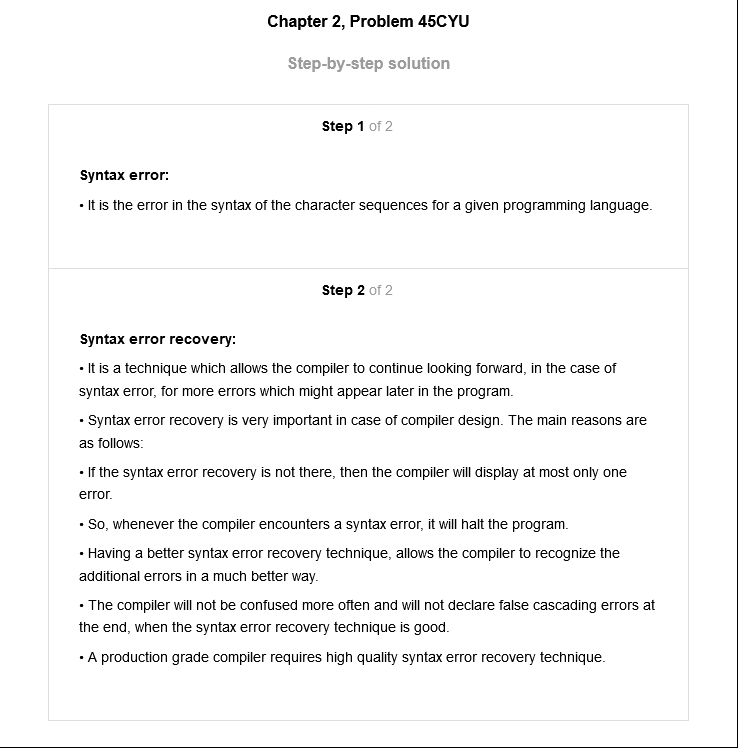 Chapter 2, Problem 45CYU
Step-by-step solution
Step 1 of 2
Syntax error:
• It is the error in the syntax of the character sequences for a given programming language.
Step 2 of 2
Syntax error recovery:
• It is a technique which allows the compiler to continue looking forward, in the case of
syntax error, for more errors which might appear later in the program.
• Syntax error recovery is very important in case of compiler design. The main reasons are
as follows:
• If the syntax error recovery is not there, then the compiler will display at most only one
error.
• So, whenever the compiler encounters a syntax error, it will halt the program.
• Having a better syntax error recovery technique, allows the compiler to recognize the
additional errors in a much better way.
• The compiler will not be confused more often and will not declare false cascading errors at
the end, when the syntax error recovery technique is good.
• A production grade compiler requires high quality syntax error recovery technique.